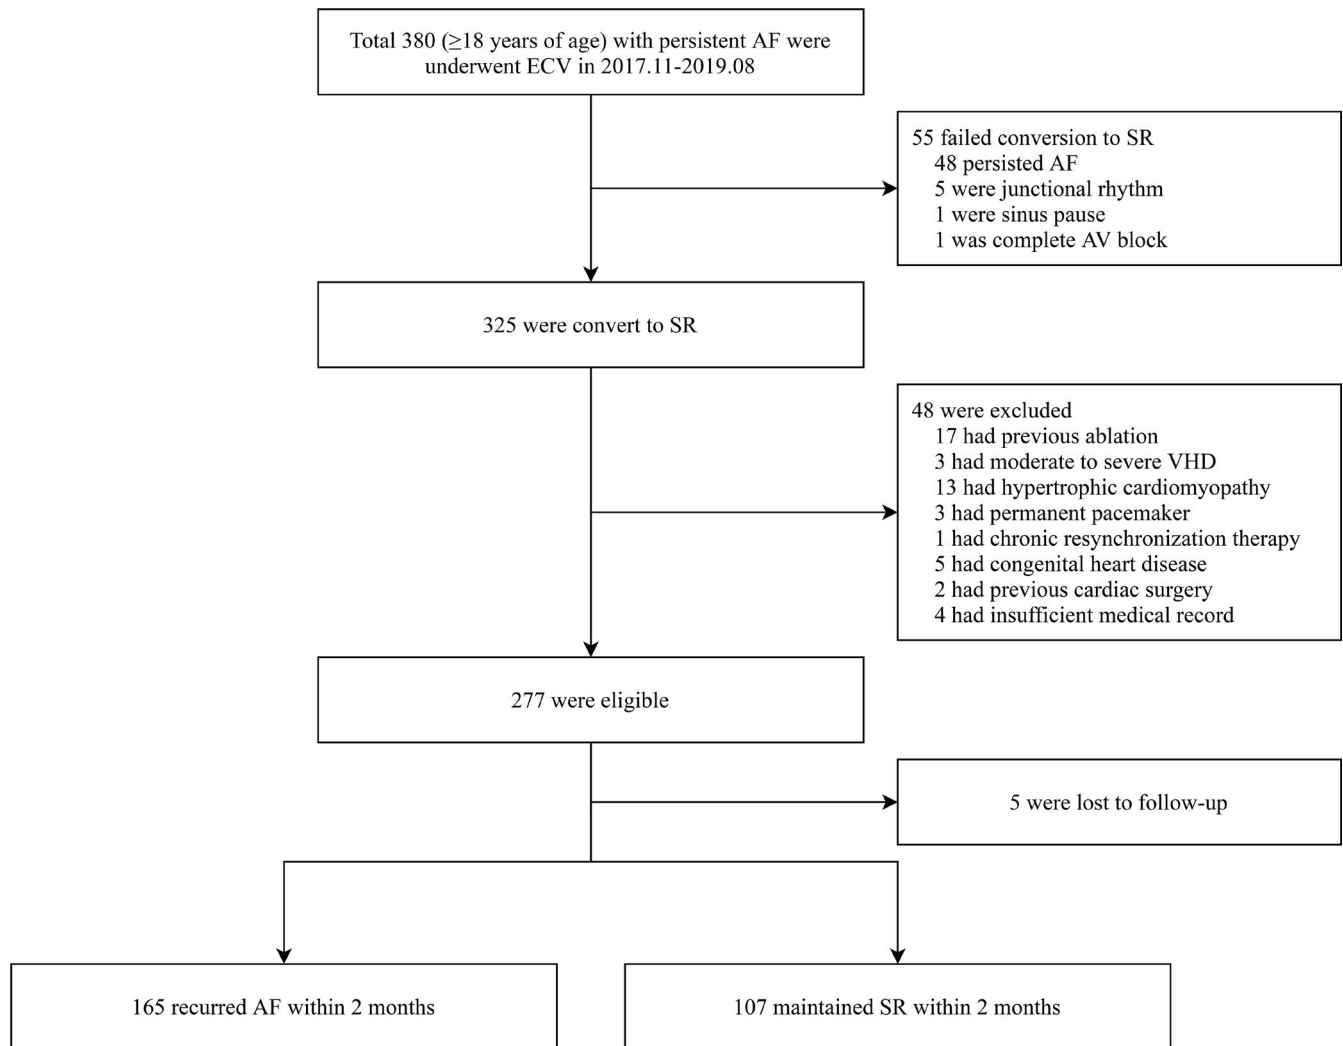 Total 380 (≥18 years of age) with persistent AF were
underwent ECV in 2017.11-2019.08
55 failed conversion to SR
48 persisted AF
5 were junctional rhythm
1 were sinus pause
1 was complete AV block
325 were convert to SR
48 were excluded
17 had previous ablation
3 had moderate to severe VHD
13 had hypertrophic cardiomyopathy
3 had permanent pacemaker
1 had chronic resynchronization therapy
5 had congenital heart disease
2 had previous cardiac surgery
4 had insufficient medical record
277 were eligible
5 were lost to follow-up
165 recurred AF within 2 months
107 maintained SR within 2 months